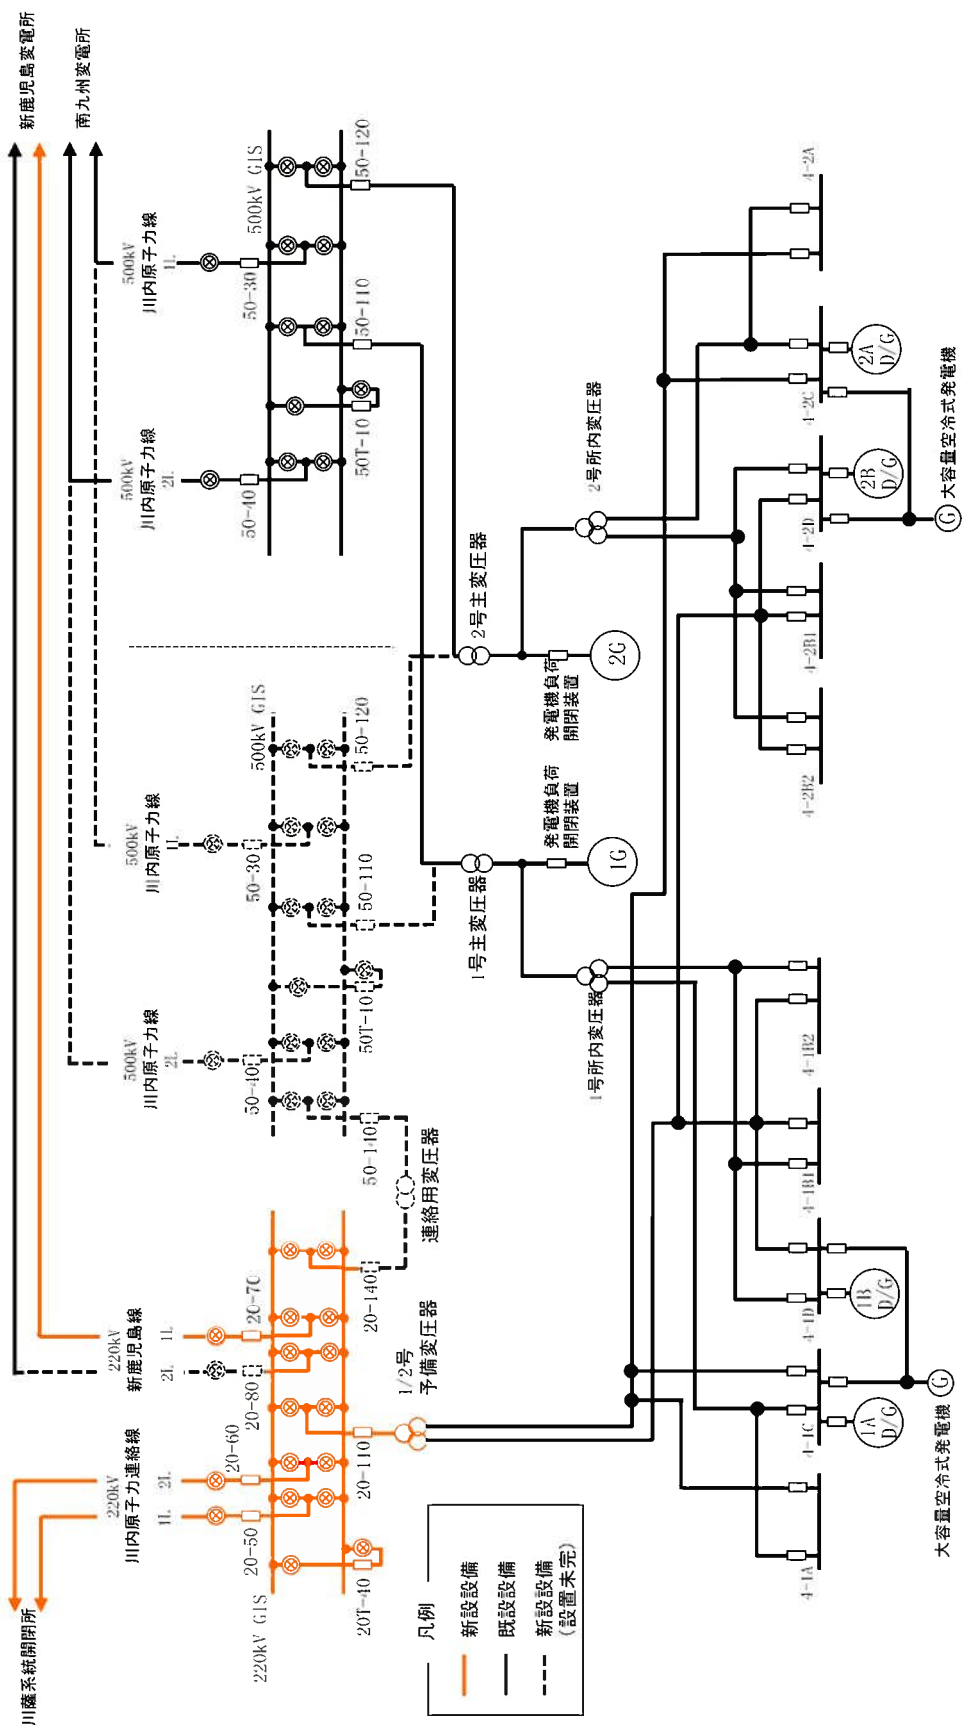 川薩系統開閉所
新鹿児島変電所
南九州変電所
220kV
川内原子力連絡線
1L
2L
220kV
新鹿児島線
2L
1L
500kV
川内原子力線
2L
500kV
川内原子力線
1L
500kV
川内原子力線
2L
500kV
川内原子力線
1L
220kV GIS
20-50
20-60
20-80
20-70
20T-40
20-110
20-140
500kV GIS
50-40
50-30
50-140
50T-10
50-110
50-120
500kV GIS
50-40
50-30
50T-10
50-110
50-120
1/2号
予備変圧器
連絡用変圧器
1号主変圧器
2号主変圧器
発電機負荷
開閉装置
発電機負荷
開閉装置
1G
2G
1号所内変圧器
2号所内変圧器
凡例
新設設備
既設設備
新設設備
(設置未完)
4-1A
4-1C
4-1D
4-1B1
4-1B2
4-2B2
4-2B1
4-2D
4-2C
4-2A
1A
D/G
1B
D/G
2B
D/G
2A
D/G
G
大容量空冷式発電機
G
大容量空冷式発電機